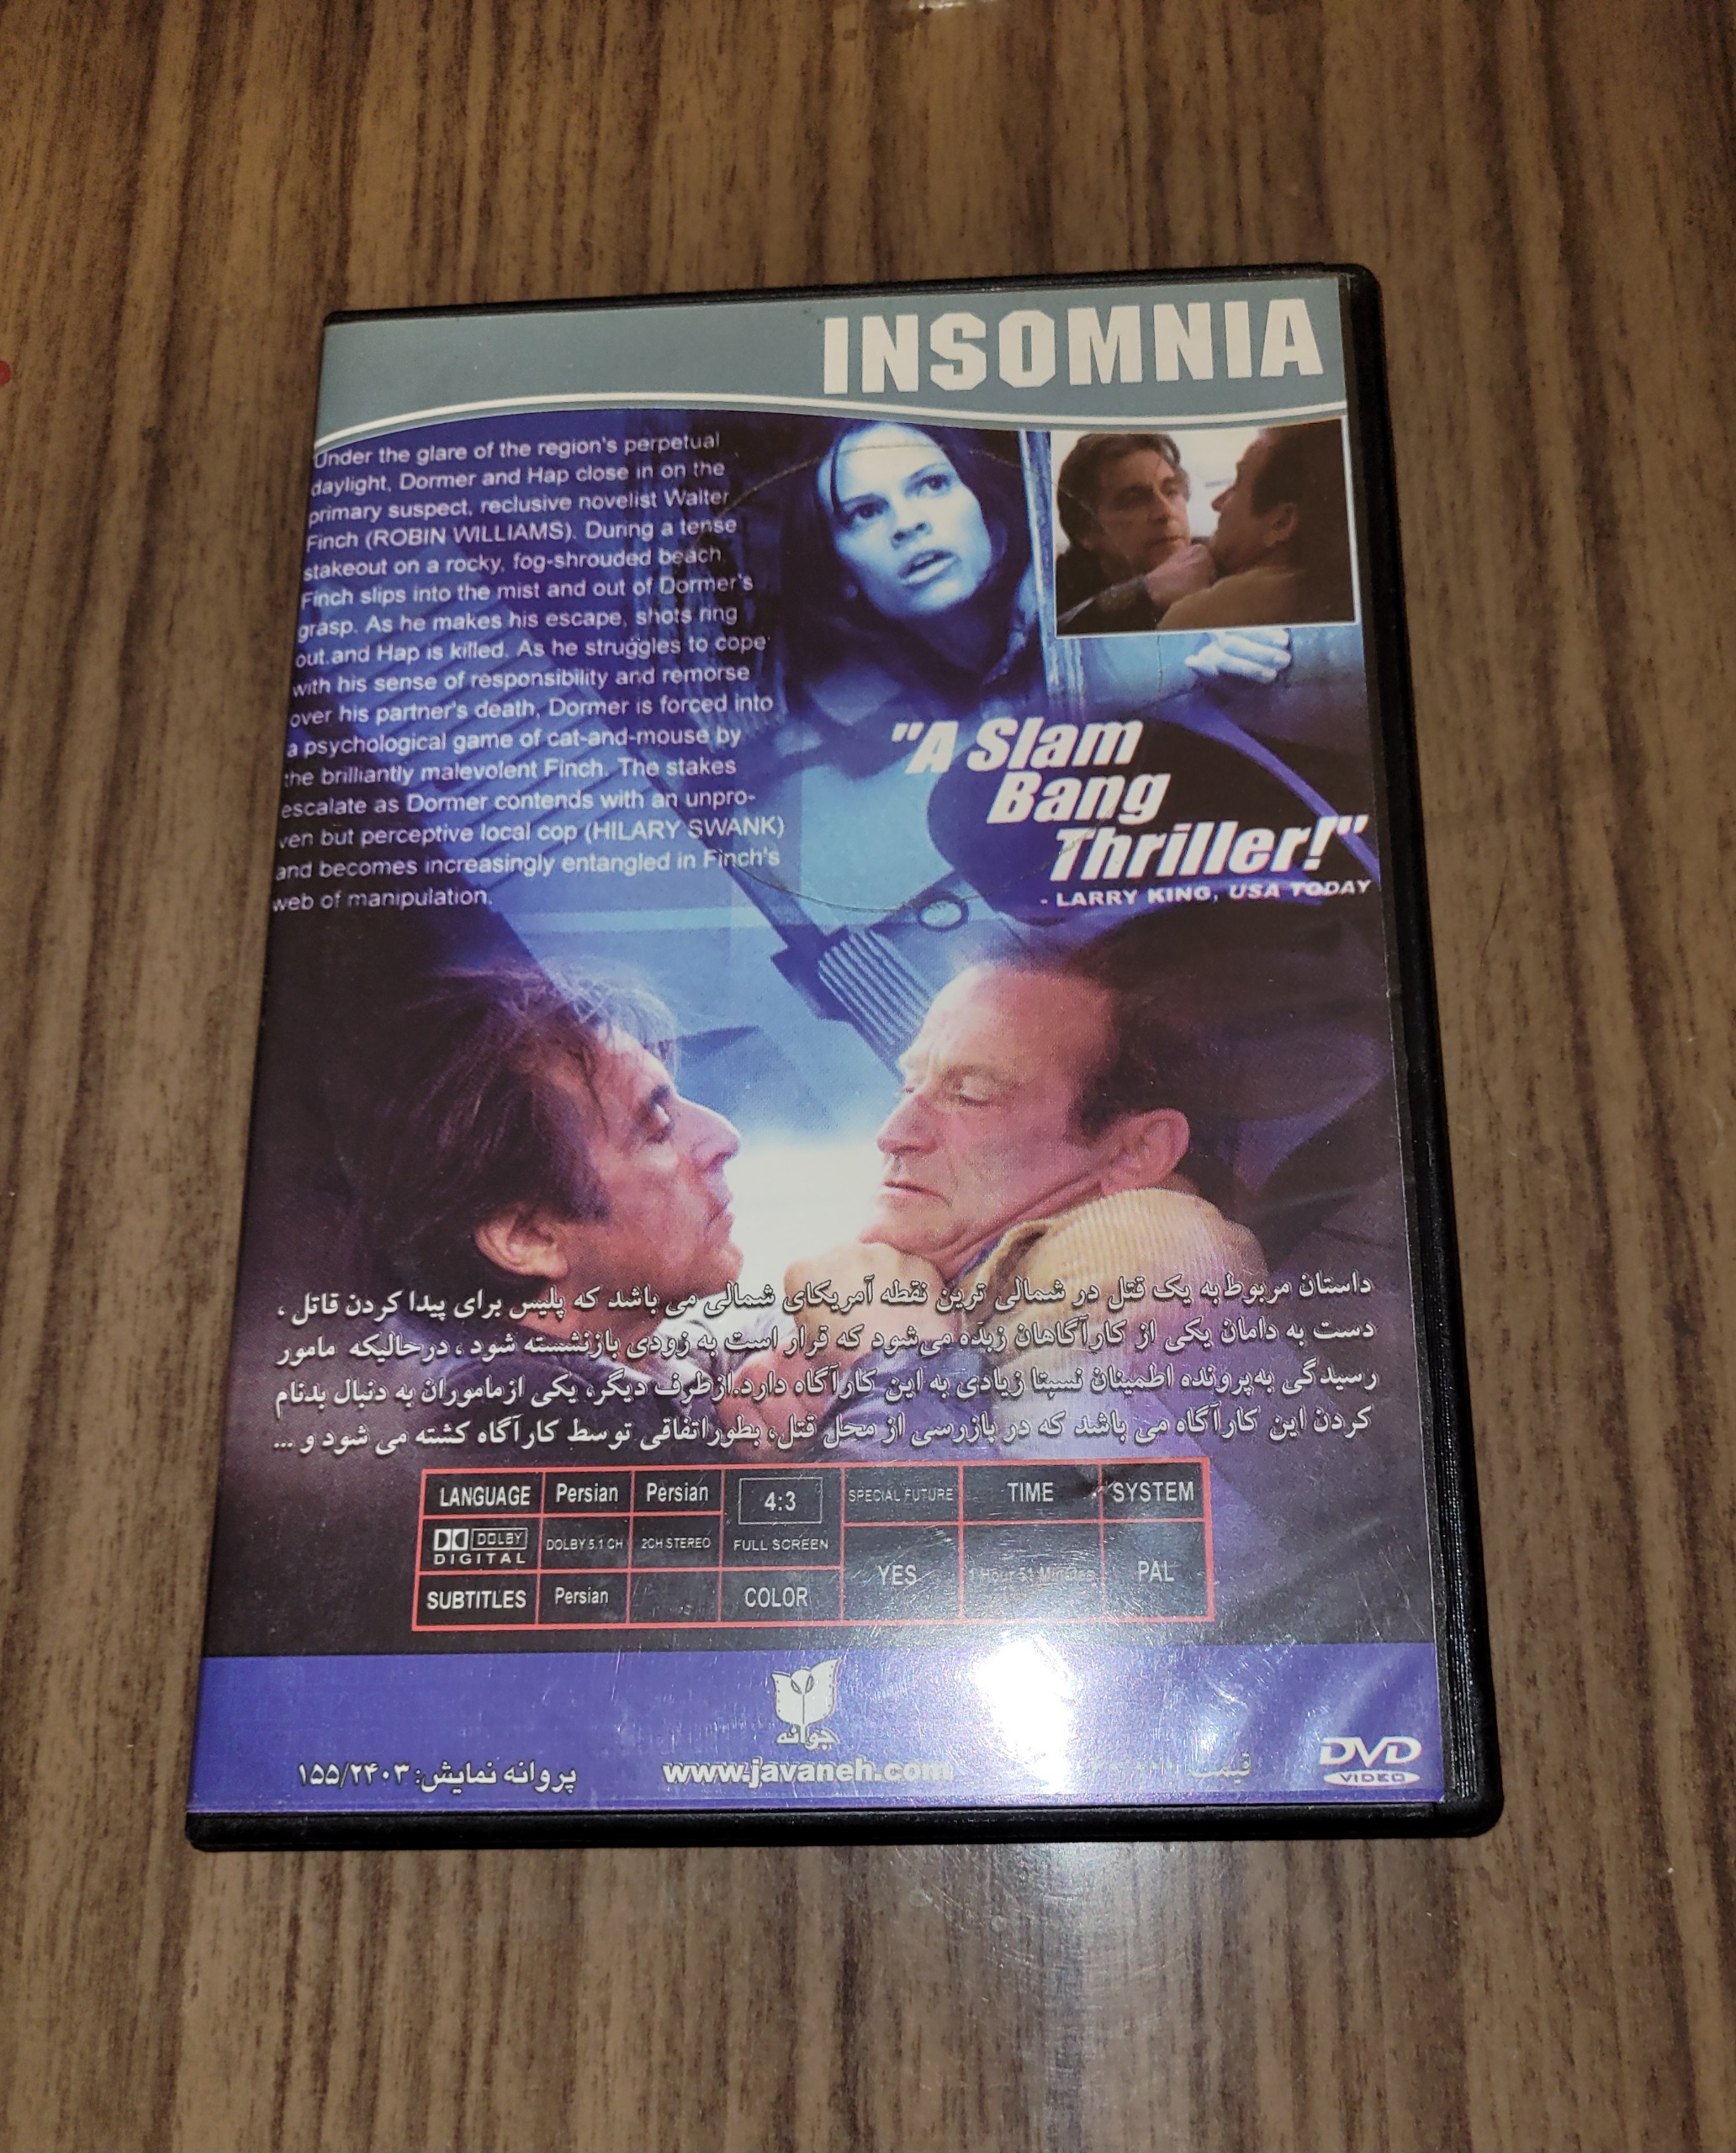 INSOMNIA
Under the glare of the region's perpetual
daylight, Dormer and Hap close in on the
primary suspect, reclusive novelist Walter
Finch (ROBIN WILLIAMS). During a tense
stakeout on a rocky, fog-shrouded beach,
Finch slips into the mist and out of Dormer's
grasp. As he makes his escape, shots ring
out.and Hap is killed. As he struggles to cope
with his sense of responsibility and remorse
over his partner's death, Dormer is forced into
a psychological game of cat-and-mouse by
the brilliantly malevolent Finch. The stakes
escalate as Dormer contends with an unpro-
ven but perceptive local cop (HILARY SWANK)
and becomes increasingly entangled in Finch's
web of manipulation.
"A Slam
Bang
Thriller!"
- LARRY KING, USA TODAY
داستان مربوط به یک قتل در شمالی ترین نقطه آمریکای شمالی می باشد که پلیس برای پیدا کردن قاتل ،
دست به دامان یکی از کارآگاهان زبده می‌شود که قرار است به زودی بازنشسته شود ، درحالیکه مامور
رسیدگی به‌پرونده اطمینان نسبتا زیادی به این کارآگاه دارد.ازطرف دیگر، یکی ازماموران به دنبال بدنام
کردن این کارآگاه می باشد که در بازرسی از محل قتل، بطوراتفاقی توسط کارآگاه کشته می شود و ...
LANGUAGE Persian Persian 4:3 SPECIAL FUTURE TIME SYSTEM
DOLBY DIGITAL DOLBY 5.1 CH 2CH STEREO FULL SCREEN YES 1 Hour 51 Minutes PAL
SUBTITLES Persian COLOR
جوانه
www.javaneh.com
پروانه نمایش: ۱۵۵/۲۴۰۳
قیمت
DVD
VIDEO